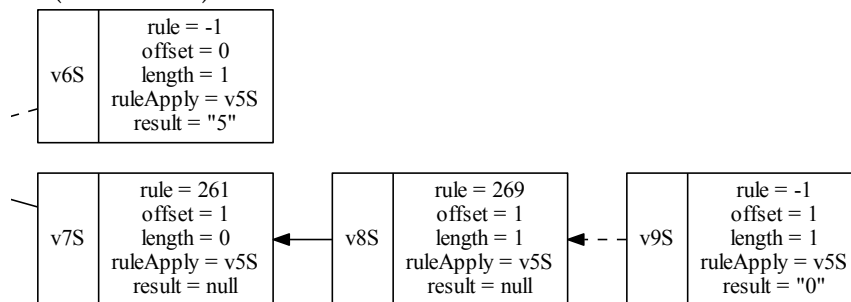 v6S
rule = -1
offset = 0
length = 1
ruleApply = v5S
result = "5"
v7S
rule = 261
offset = 1
length = 0
ruleApply = v5S
result = null
v8S
rule = 269
offset = 1
length = 1
ruleApply = v5S
result = null
v9S
rule = -1
offset = 1
length = 1
ruleApply = v5S
result = "0"